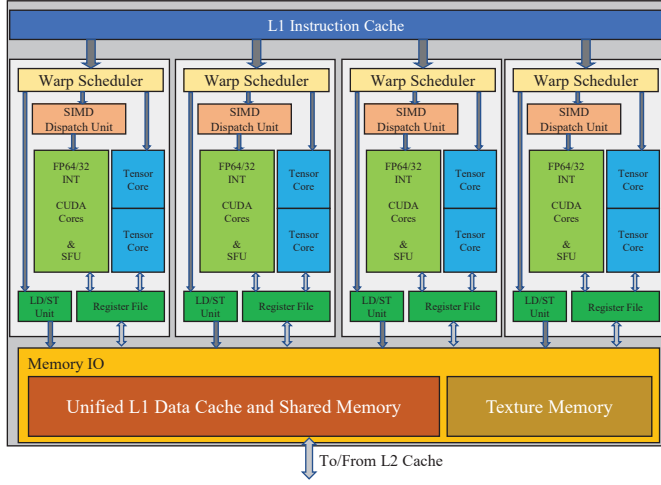 L1 Instruction Cache
Warp Scheduler
SIMD
Dispatch Unit
FP64/32
INT
CUDA
Cores
&
SFU
Tensor
Core
Tensor
Core
LD/ST
Unit
Register File
Warp Scheduler
SIMD
Dispatch Unit
FP64/32
INT
CUDA
Cores
&
SFU
Tensor
Core
Tensor
Core
LD/ST
Unit
Register File
Warp Scheduler
SIMD
Dispatch Unit
FP64/32
INT
CUDA
Cores
&
SFU
Tensor
Core
Tensor
Core
LD/ST
Unit
Register File
Warp Scheduler
SIMD
Dispatch Unit
FP64/32
INT
CUDA
Cores
&
SFU
Tensor
Core
Tensor
Core
LD/ST
Unit
Register File
Memory IO
Unified L1 Data Cache and Shared Memory
Texture Memory
To/From L2 Cache